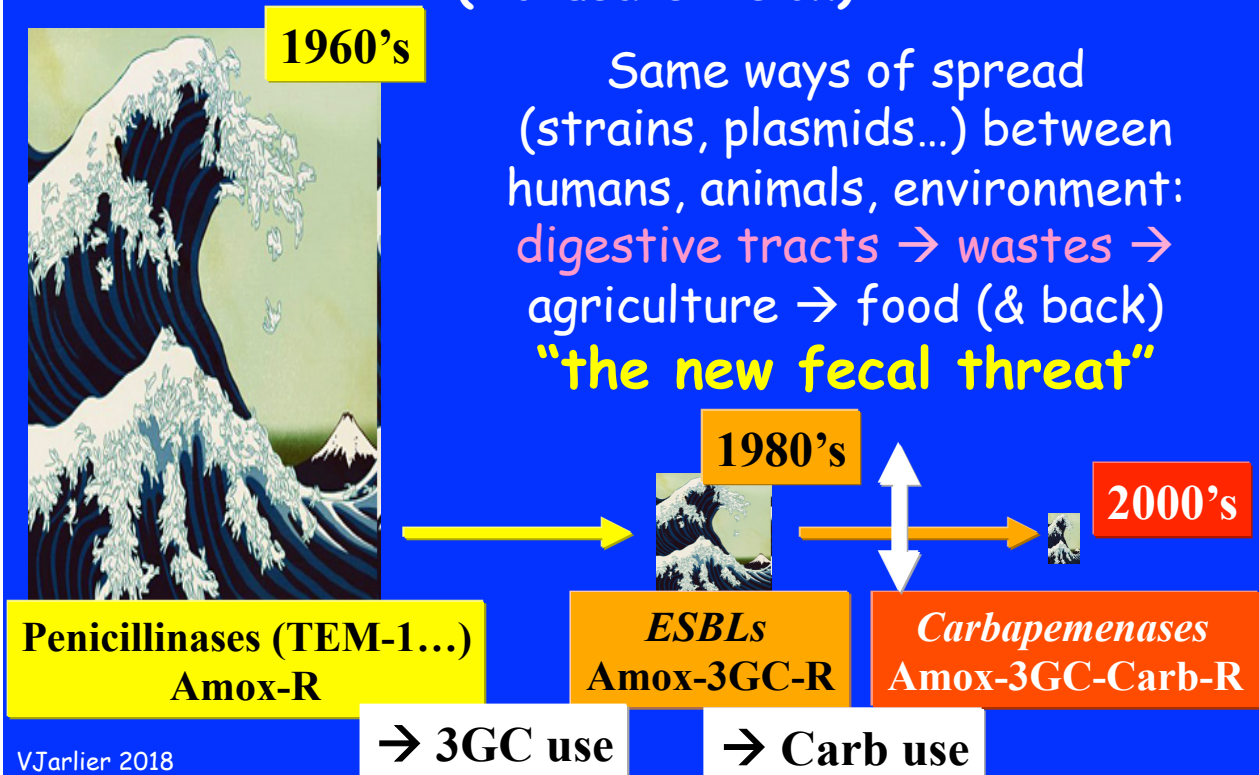 1960’s
Same ways of spread
(strains, plasmids…) between
humans, animals, environment:
digestive tracts → wastes →
agriculture → food (& back)
“the new fecal threat”
1980’s
2000’s
Penicillinases (TEM-1…)
Amox-R
ESBLs
Amox-3GC-R
Carbapemenases
Amox-3GC-Carb-R
→ 3GC use
→ Carb use
VJarlier 2018